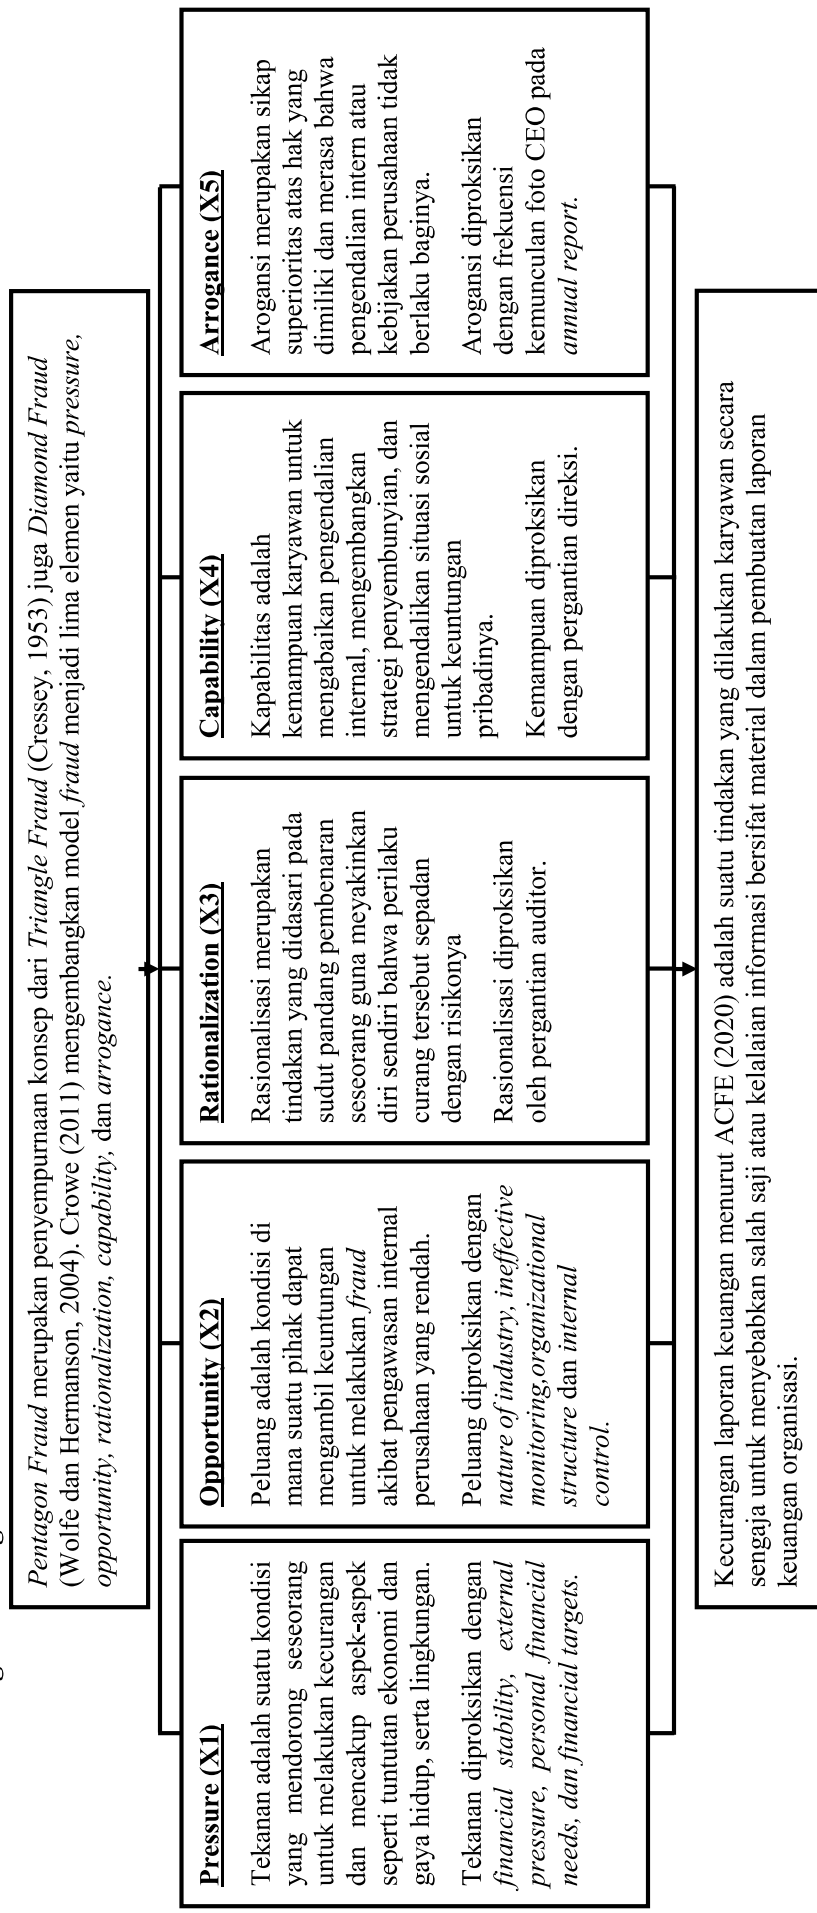 Pentagon Fraud merupakan penyempurnaan konsep dari Triangle Fraud (Cressey, 1953) juga Diamond Fraud
(Wolfe dan Hermanson, 2004). Crowe (2011) mengembangkan model fraud menjadi lima elemen yaitu pressure,
opportunity, rationalization, capability, dan arrogance.
Pressure (X1)
Tekanan adalah suatu kondisi
yang mendorong seseorang
untuk melakukan kecurangan
dan mencakup aspek-aspek
seperti tuntutan ekonomi dan
gaya hidup, serta lingkungan.
Tekanan diproksikan dengan
financial stability, external
pressure, personal financial
needs, dan financial targets.
Opportunity (X2)
Peluang adalah kondisi di
mana suatu pihak dapat
mengambil keuntungan
untuk melakukan fraud
akibat pengawasan internal
perusahaan yang rendah.
Peluang diproksikan dengan
nature of industry, ineffective
monitoring,organizational
structure dan internal
control.
Rationalization (X3)
Rasionalisasi merupakan
tindakan yang didasari pada
sudut pandang pembenaran
seseorang guna meyakinkan
diri sendiri bahwa perilaku
curang tersebut sepadan
dengan risikonya
Rasionalisasi diproksikan
oleh pergantian auditor.
Capability (X4)
Kapabilitas adalah
kemampuan karyawan untuk
mengabaikan pengendalian
internal, mengembangkan
strategi penyembunyian, dan
mengendalikan situasi sosial
untuk keuntungan
pribadinya.
Kemampuan diproksikan
dengan pergantian direksi.
Arrogance (X5)
Arogansi merupakan sikap
superioritas atas hak yang
dimiliki dan merasa bahwa
pengendalian intern atau
kebijakan perusahaan tidak
berlaku baginya.
Arogansi diproksikan
dengan frekuensi
kemunculan foto CEO pada
annual report.
Kecurangan laporan keuangan menurut ACFE (2020) adalah suatu tindakan yang dilakukan karyawan secara
sengaja untuk menyebabkan salah saji atau kelalaian informasi bersifat material dalam pembuatan laporan
keuangan organisasi.